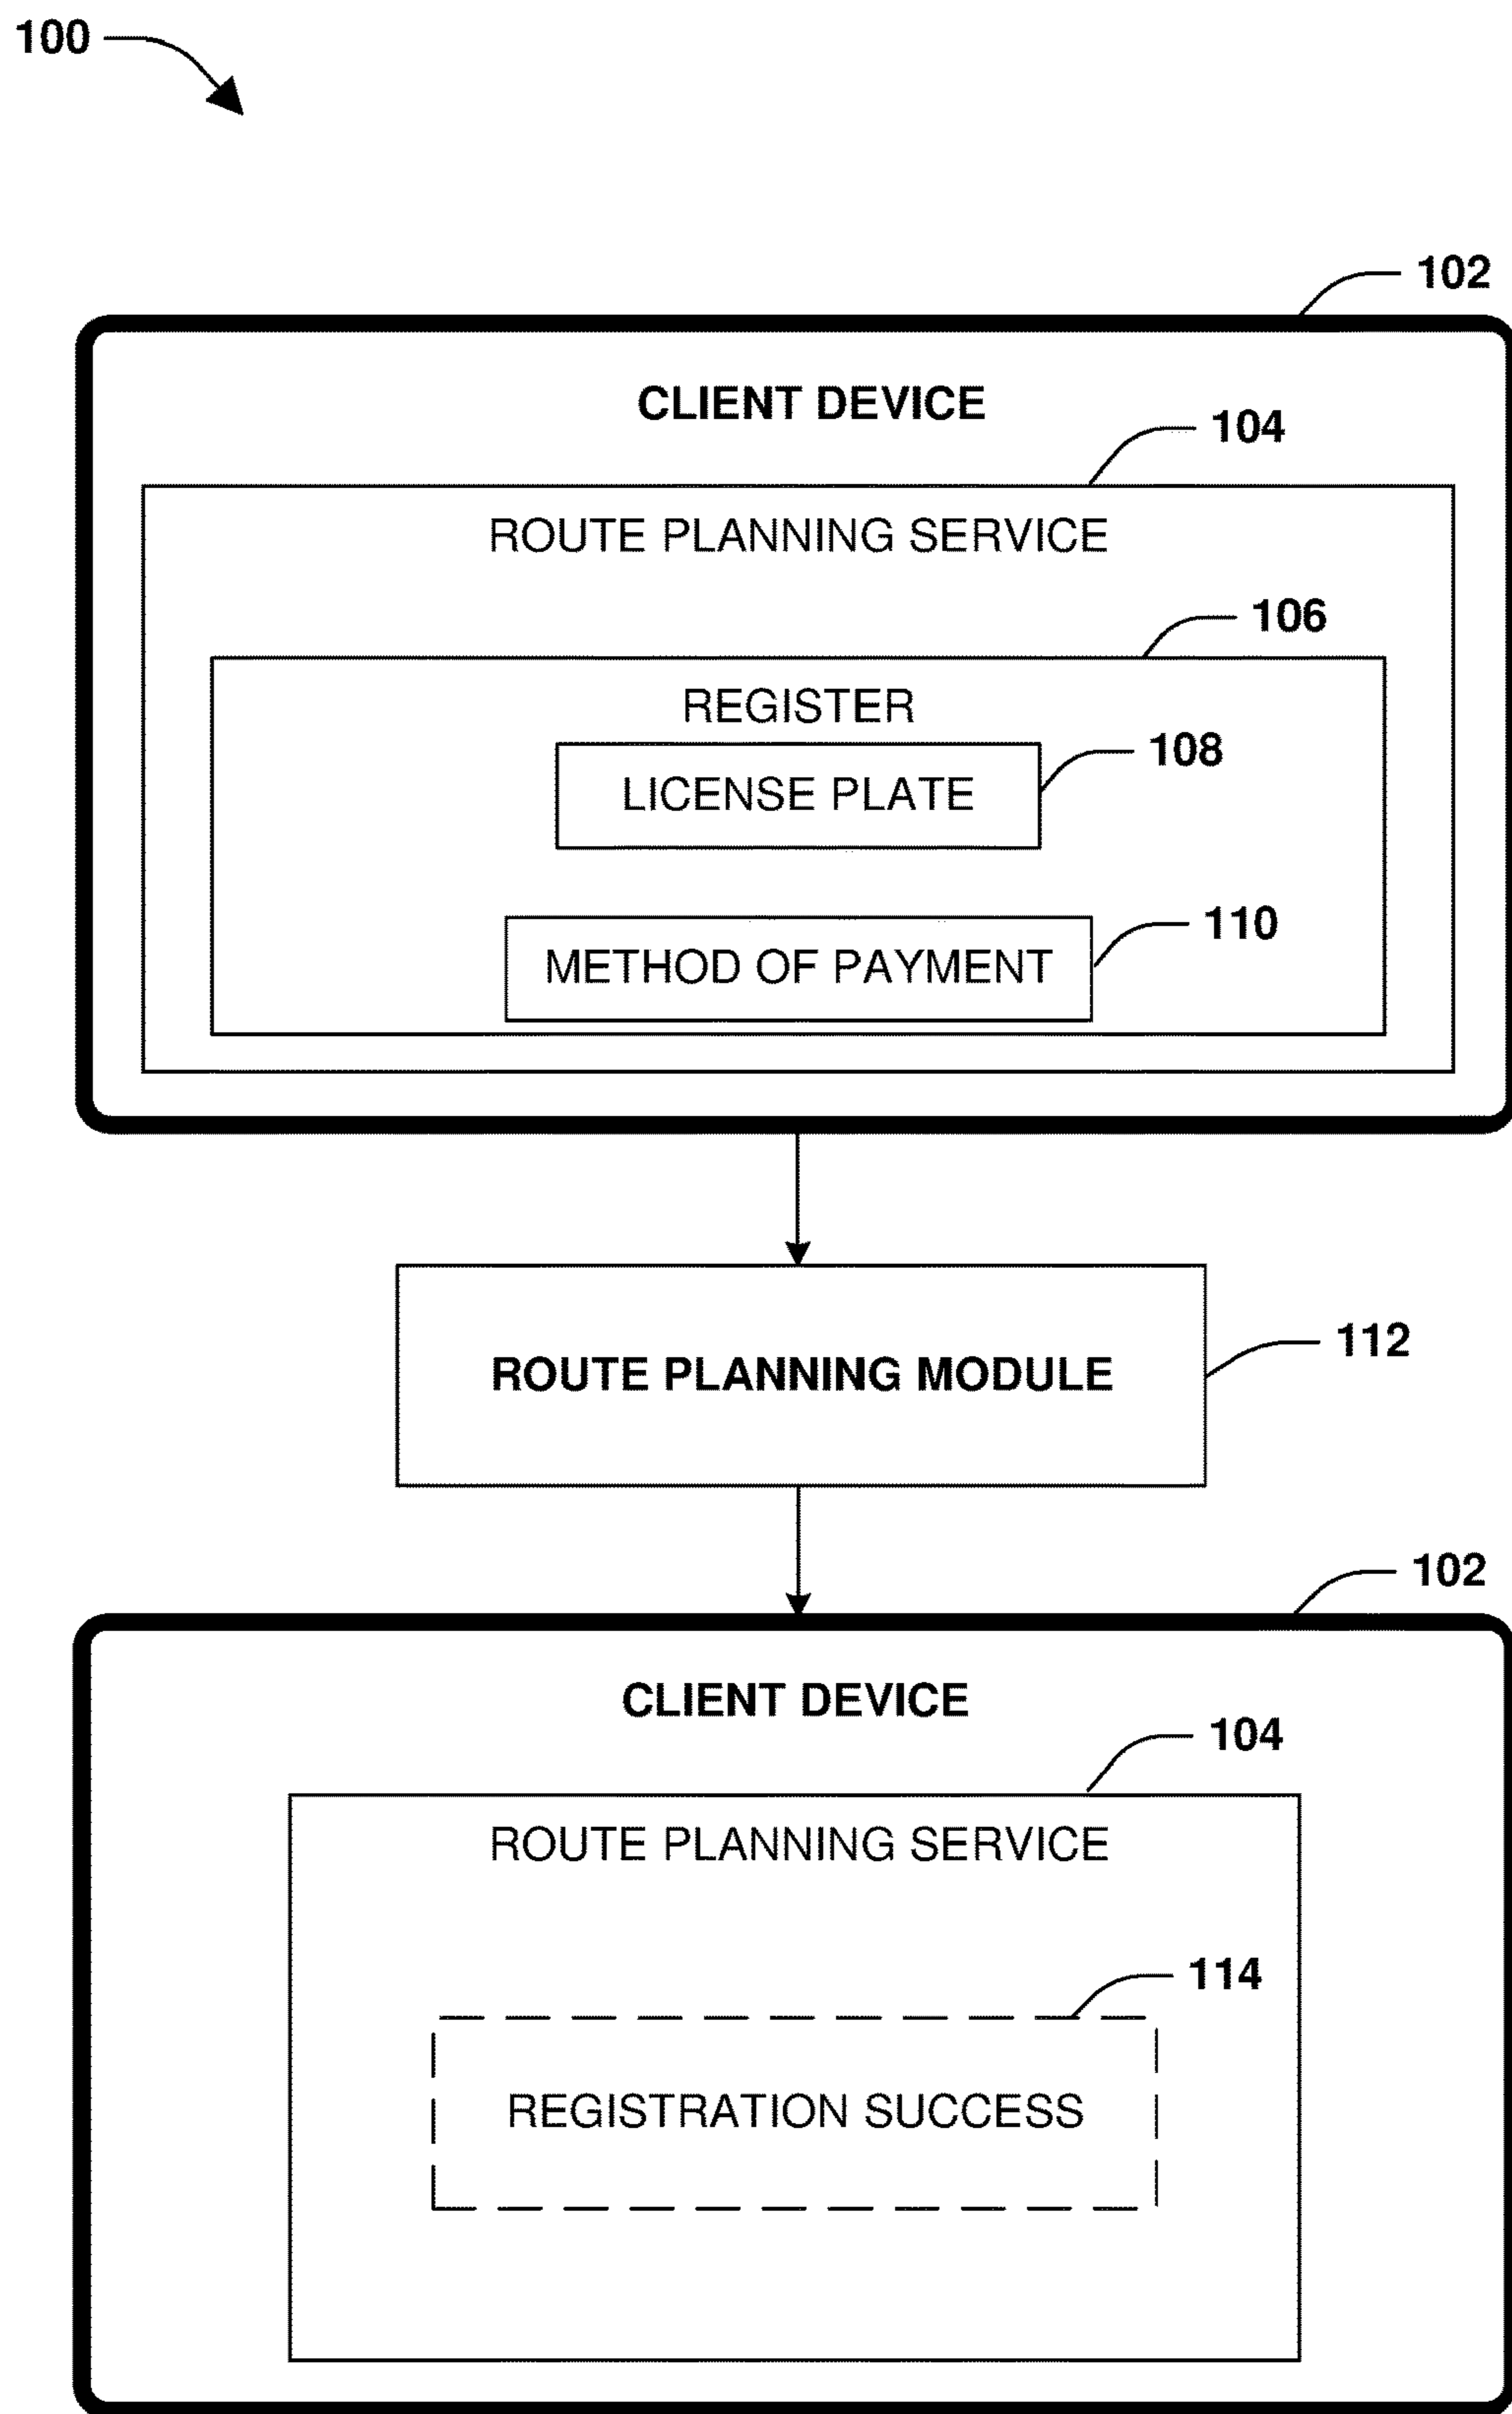 100
102
CLIENT DEVICE
104
ROUTE PLANNING SERVICE
106
REGISTER
108
LICENSE PLATE
110
METHOD OF PAYMENT
112
ROUTE PLANNING MODULE
102
CLIENT DEVICE
104
ROUTE PLANNING SERVICE
114
REGISTRATION SUCCESS